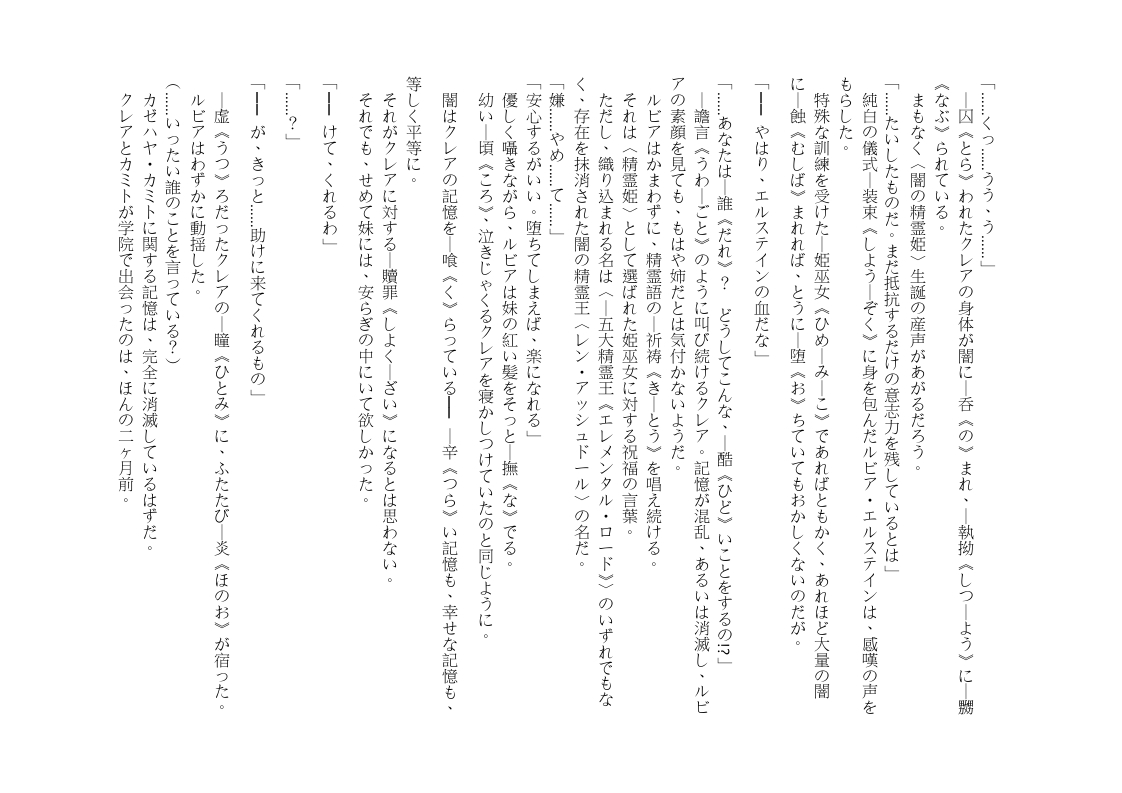 「……くっ……うう、う……」
　―囚《とら》われたクレアの身体が闇に―呑《の》まれ、―執拗《しつ―よう》に―嬲
《なぶ》られている。
　まもなく〈闇の精霊姫〉生誕の産声があがるだろう。
「……たいしたものだ。まだ抵抗するだけの意志力を残しているとは」
　純白の儀式―装束《しよう―ぞく》に身を包んだルビア・エルステインは、感嘆の声を
もらした。
　特殊な訓練を受けた―姫巫女《ひめ―み―こ》であればともかく、あれほど大量の闇
に―蝕《むしば》まれれば、とうに―堕《お》ちていてもおかしくないのだが。
「━━ やはり、エルステインの血だな」
「……あなたは―誰《だれ》？　どうしてこんな、―酷《ひど》いことをするの!?」
　―譫言《うわ―ごと》のように叫び続けるクレア。記憶が混乱、あるいは消滅し、ルビ
アの素顔を見ても、もはや姉だとは気付かないようだ。
　ルビアはかまわずに、精霊語の―祈祷《き―とう》を唱え続ける。
　それは〈精霊姫〉として選ばれた姫巫女に対する祝福の言葉。
　ただし、織り込まれる名は〈―五大精霊王《エレメンタル・ロード》〉のいずれでもな
く、存在を抹消された闇の精霊王〈レン・アッシュドール〉の名だ。
「嫌……やめ……て……」
「安心するがいい。堕ちてしまえば、楽になれる」
　優しく囁きながら、ルビアは妹の紅い髪をそっと―撫《な》でる。
　幼い―頃《ころ》、泣きじゃくるクレアを寝かしつけていたのと同じように。
　闇はクレアの記憶を―喰《く》らっている━━ ―辛《つら》い記憶も、幸せな記憶も、
等しく平等に。
　それがクレアに対する―贖罪《しよく―ざい》になるとは思わない。
　それでも、せめて妹には、安らぎの中にいて欲しかった。
「━━ けて、くれるわ」
「……？」
「━━ が、きっと……助けに来てくれるもの」
　―虚《うつ》ろだったクレアの―瞳《ひとみ》に、ふたたび―炎《ほのお》が宿った。
　ルビアはわずかに動揺した。
（……いったい誰のことを言っている？）
　カゼハヤ・カミトに関する記憶は、完全に消滅しているはずだ。
　クレアとカミトが学院で出会ったのは、ほんの二ヶ月前。